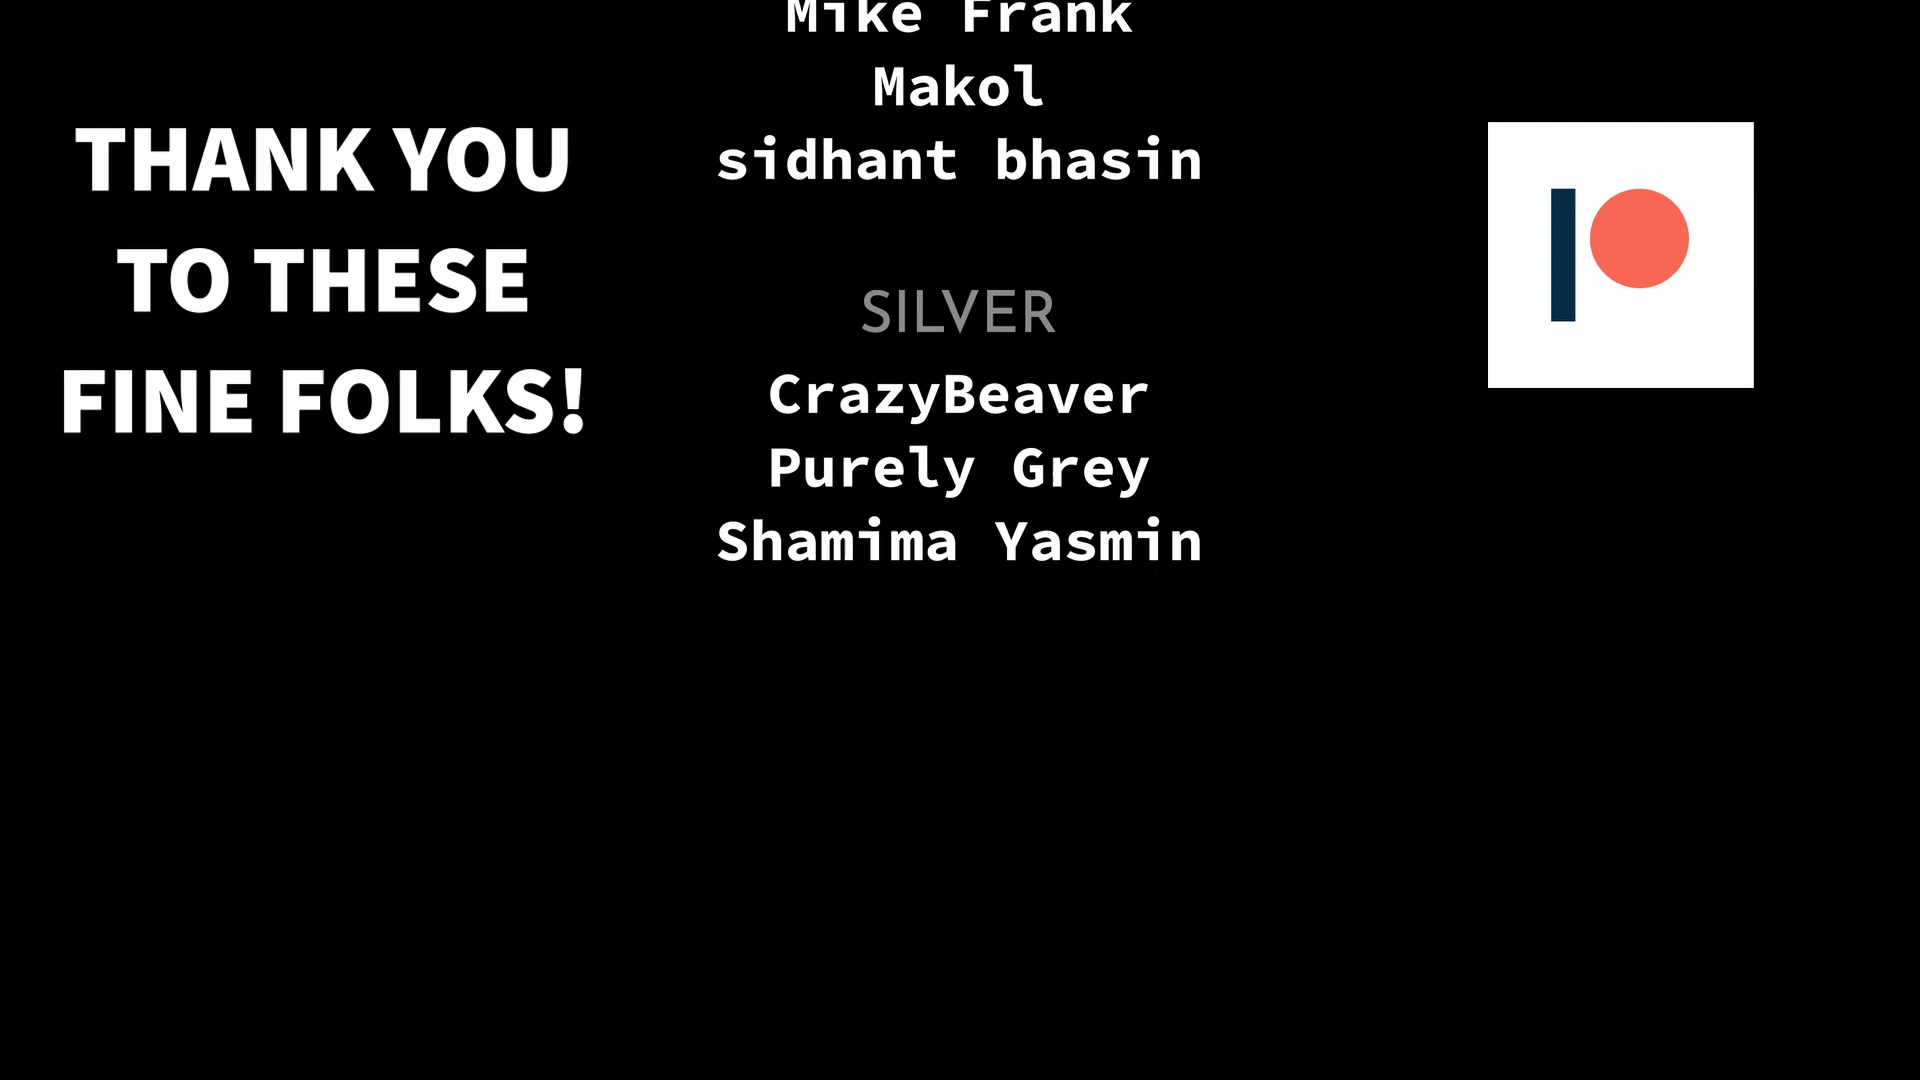 THANK YOU
TO THESE
FINE FOLKS!
Mike Frank
Makol
sidhant bhasin
SILVER
CrazyBeaver
Purely Grey
Shamima Yasmin